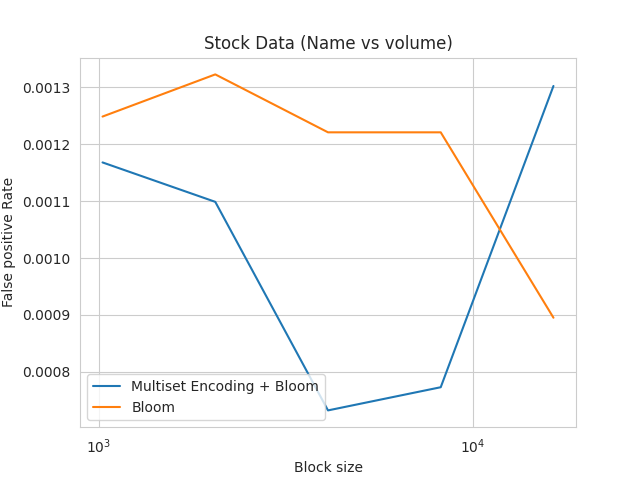 Stock Data (Name vs volume)
False positive Rate
0.0013
0.0012
0.0011
0.0010
0.0009
0.0008
Multiset Encoding + Bloom
Bloom
10³
10⁴
Block size